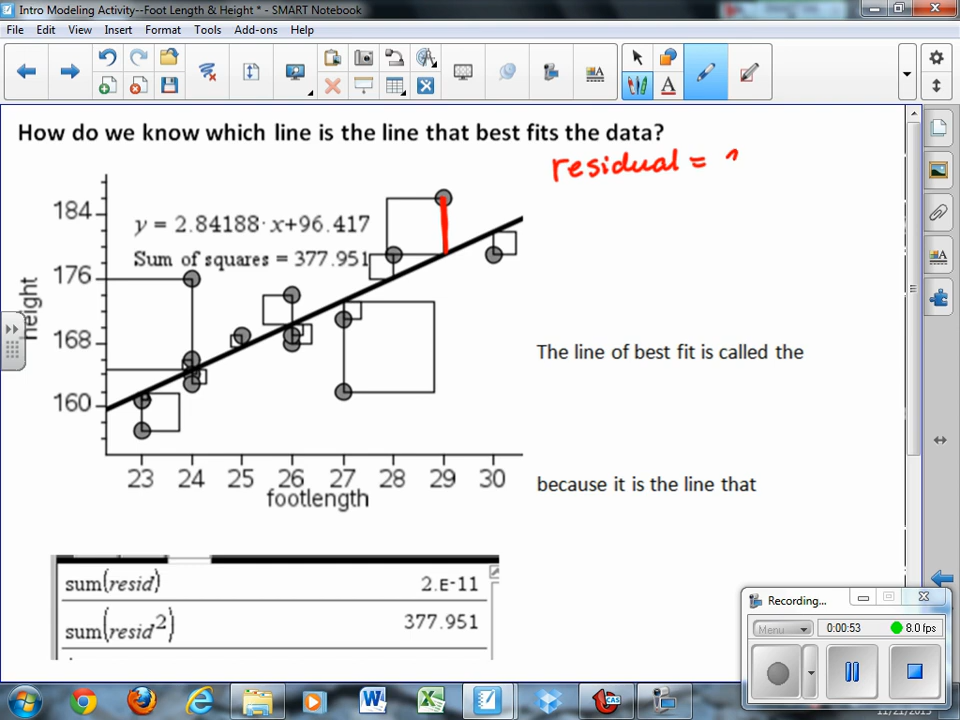 Intro Modeling Activity--Foot Length & Height * - SMART Notebook
File Edit View Insert Format Tools Add-ons Help
How do we know which line is the line that best fits the data?
residual =
184
y = 2.84188·x+96.417
Sum of squares = 377.951
176
height
168
The line of best fit is called the
160
23 24 25 26 27 28 29 30
footlength
because it is the line that
sum(resid) 2.E-11
sum(resid²) 377.951
Recording...
Menu 0:00:53 8.0 fps
CAS
11/21/2013